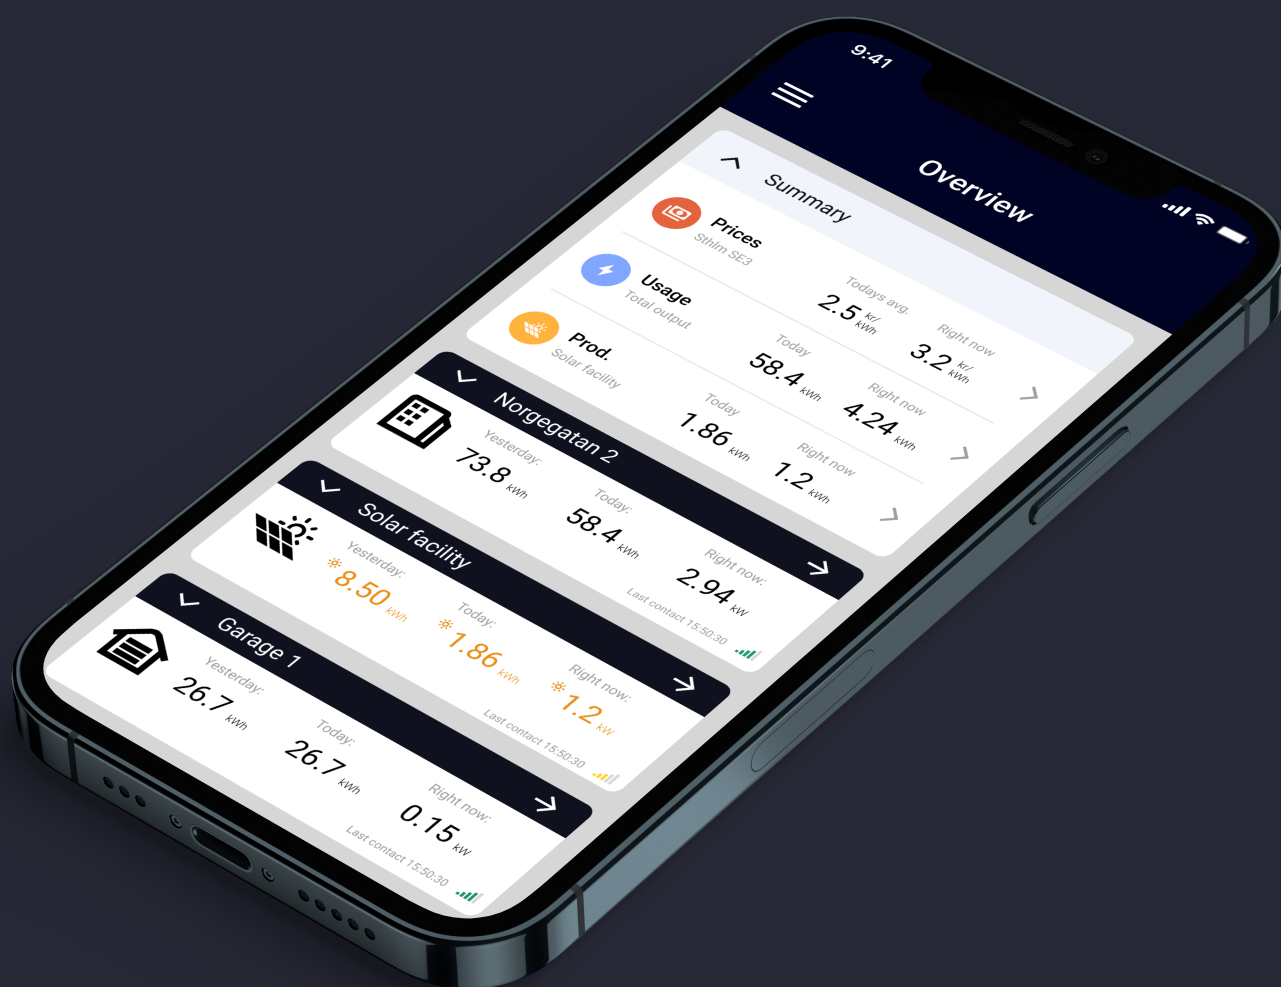 9:41
Overview
Summary
Prices
Sthlm SE3
Todays avg.
2.5 kr/kWh
Right now
3.2 kr/kWh
Usage
Total output
Today
58.4 kWh
Right now
4.24 kWh
Prod.
Solar facility
Today
1.86 kWh
Right now
1.2 kWh
Norgegatan 2
Yesterday:
73.8 kWh
Today:
58.4 kWh
Right now:
2.94 kW
Last contact 15:50:30
Solar facility
Yesterday:
8.50 kWh
Today:
1.86 kWh
Right now:
1.2 kW
Last contact 15:50:30
Garage 1
Yesterday:
26.7 kWh
Today:
26.7 kWh
Right now:
0.15 kW
Last contact 15:50:30